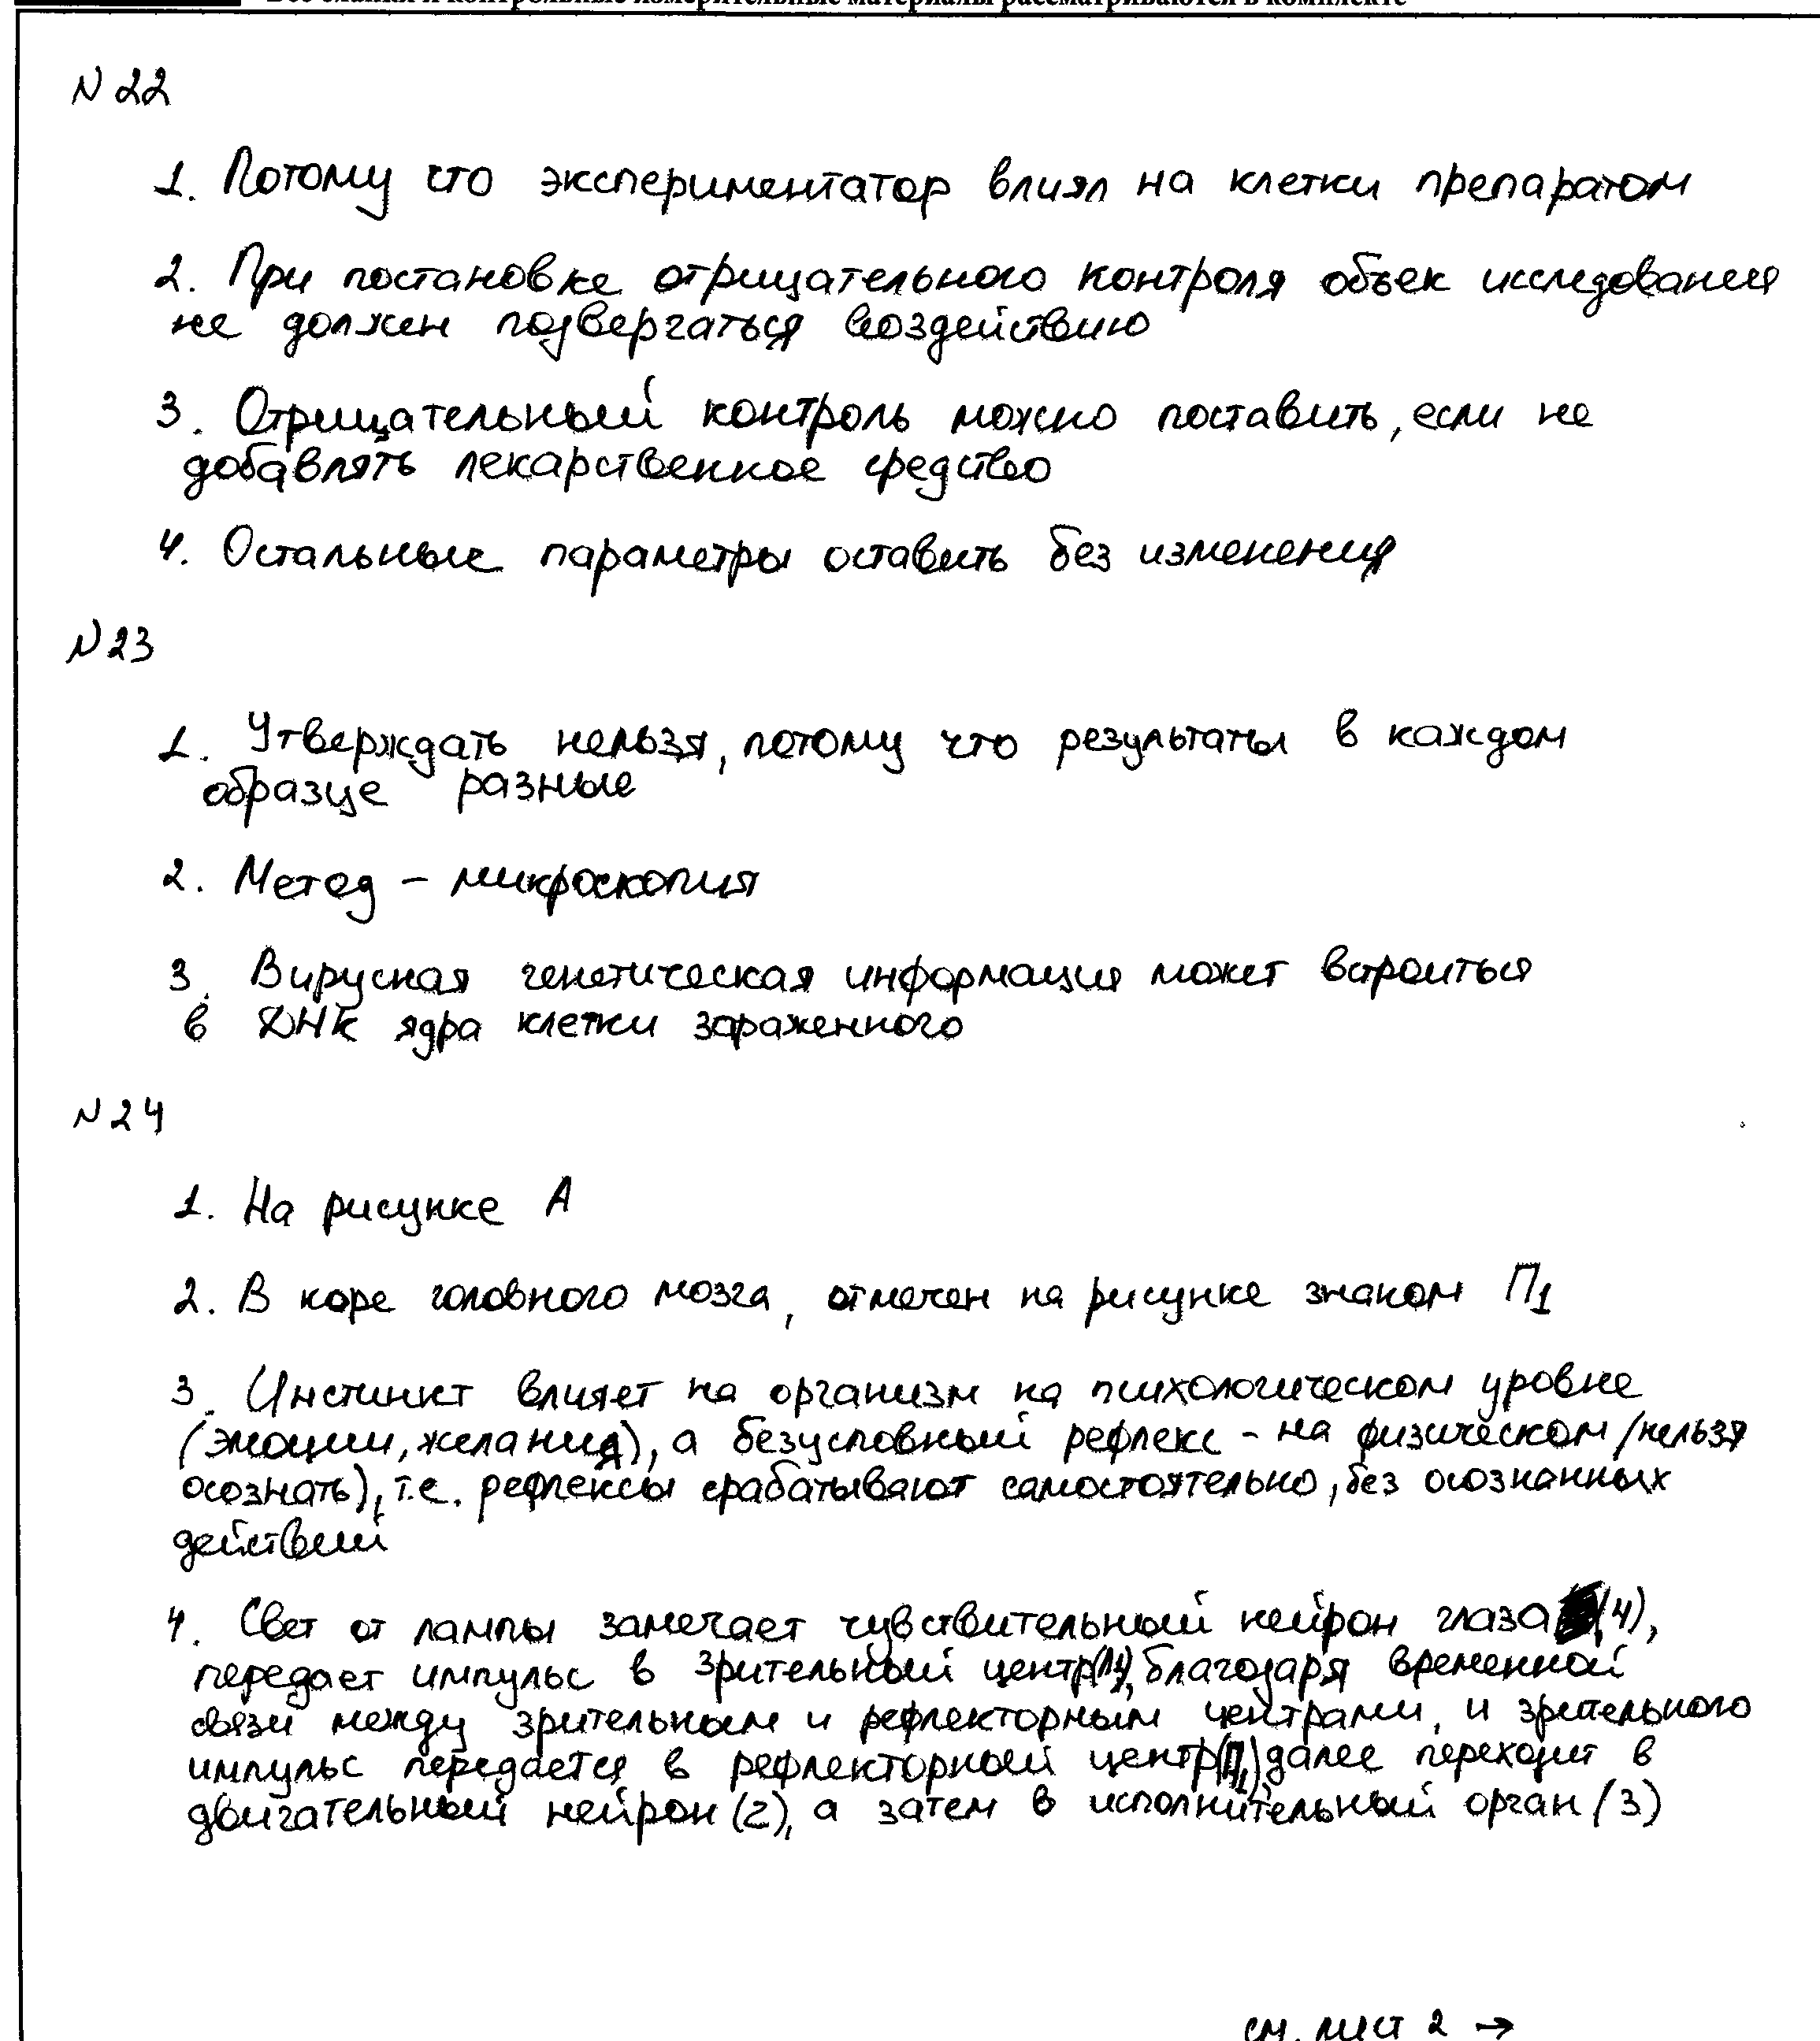 Все бланки и контрольные измерительные материалы рассматриваются в комплекте
N 22
1. Потому что экспериментатор влиял на клетки препаратом
2. При постановке отрицательного контроля объек исследования
не должен подвергаться воздействию
3. Отрицательный контроль можно поставить, если не
добавлять лекарственное средство
4. Остальные параметры оставить без изменения
N 23
1. Утверждать нельзя, потому что результаты в каждом
образце разные
2. Метод – микроскопия
3. Вирусная генетическая информация может встроиться
в ДНК ядра клетки зараженного
N 24
1. На рисунке А
2. В коре головного мозга, отмечен на рисунке знаком П1
3. Инстинкт влияет на организм на психологическом уровне
(эмоции, желания), а безусловный рефлекс - на физическом (нельзя
осознать), т.е. рефлексы срабатывают самостоятельно, без осознанных
действий
4. Свет от лампы замечает чувствительный нейрон глаза (4),
передает импульс в зрительный центр, благодаря временной
связи между зрительным и рефлекторным центрами, и зрительного
импульс передается в рефлекторный центр далее переходит в
двигательный нейрон (2), а затем в исполнительный орган (3)
см. лист 2 →